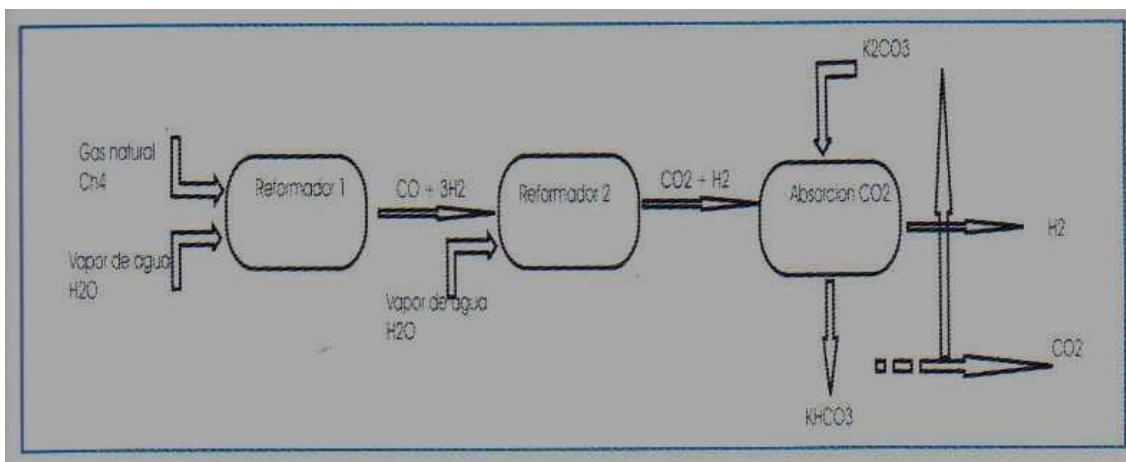 K2CO3
Gas natural
Ch4
Reformador 1
CO + 3H2
Reformador 2
CO2 + H2
Absorcion CO2
H2
Vapor de agua
H2O
Vapor de agua
H2O
CO2
KHCO3